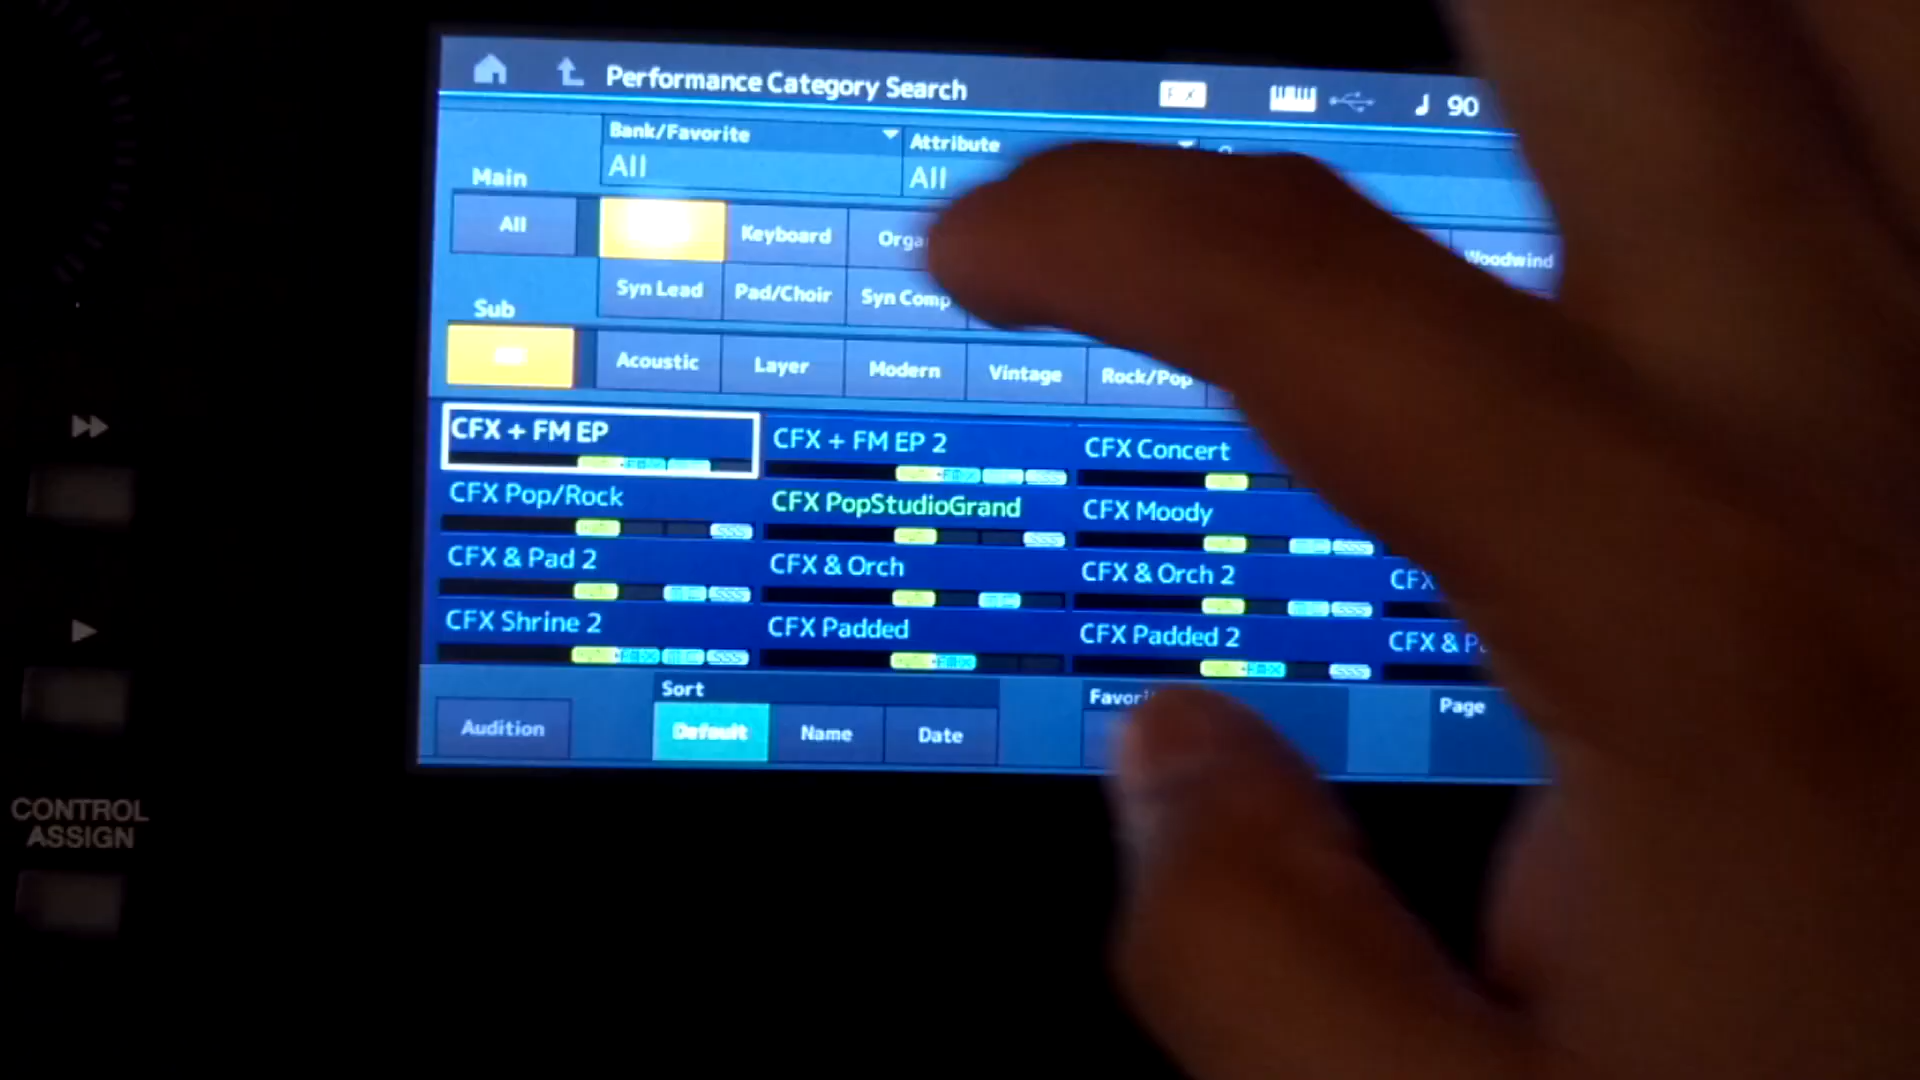 Performance Category Search
90
Bank/Favorite
Attribute
All
All
Main
All
Keyboard
Woodwind
Syn Lead
Pad/Choir
Syn Comp
Sub
Acoustic
Layer
Modern
Vintage
Rock/Pop
CFX + FM EP
CFX + FM EP 2
CFX Concert
CFX Pop/Rock
CFX PopStudioGrand
CFX Moody
CFX & Pad 2
CFX & Orch
CFX & Orch 2
CFX
CFX Shrine 2
CFX Padded
CFX Padded 2
CFX &
Sort
Page
Audition
Default
Name
Date
CONTROL
ASSIGN